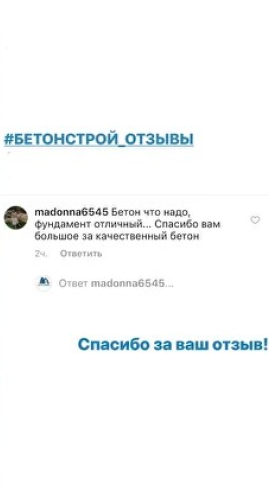 #БЕТОНСТРОЙ_ОТЗЫВЫ
madonna6545 Бетон что надо,
фундамент отличный... Спасибо вам
большое за качественный бетон
2ч. Ответить
Ответ madonna6545...
Спасибо за ваш отзыв!